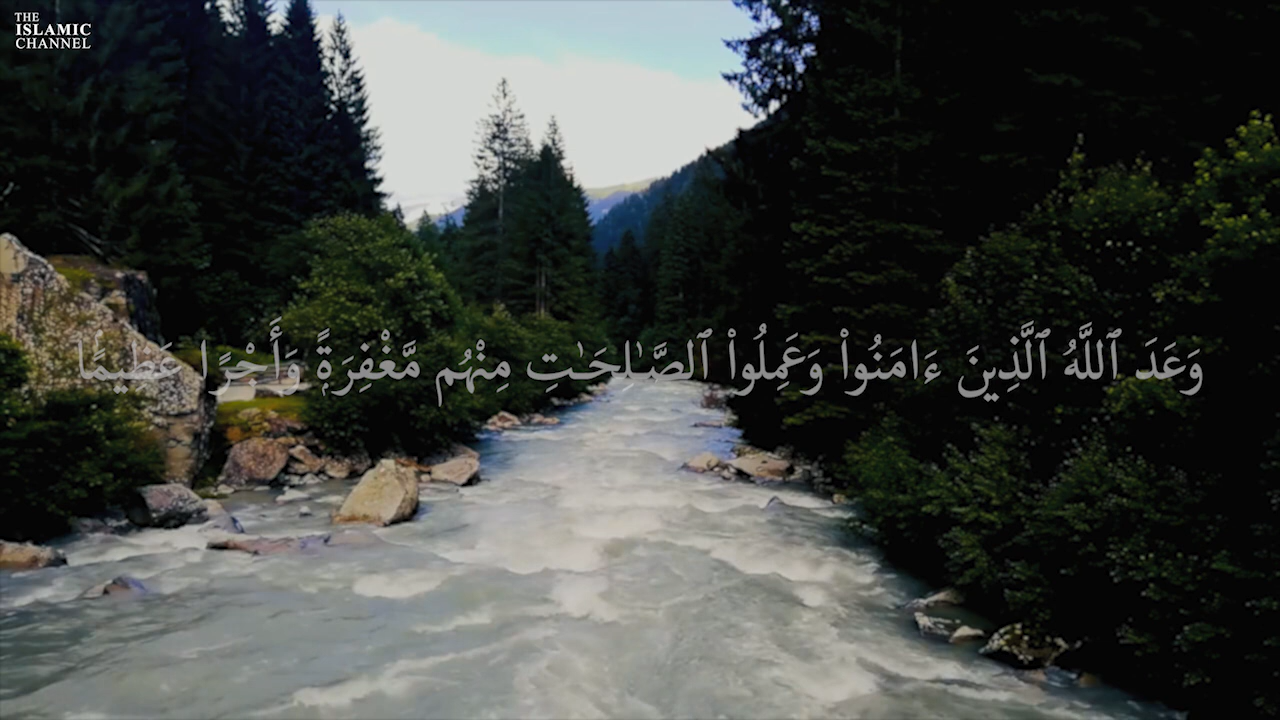 THE
ISLAMIC
CHANNEL
وَعَدَ ٱللَّهُ ٱلَّذِينَ ءَامَنُوا۟ وَعَمِلُوا۟ ٱلصَّـٰلِحَـٰتِ مِنْهُم مَّغْفِرَةًۭ وَأَجْرًا عَظِيمًۢا